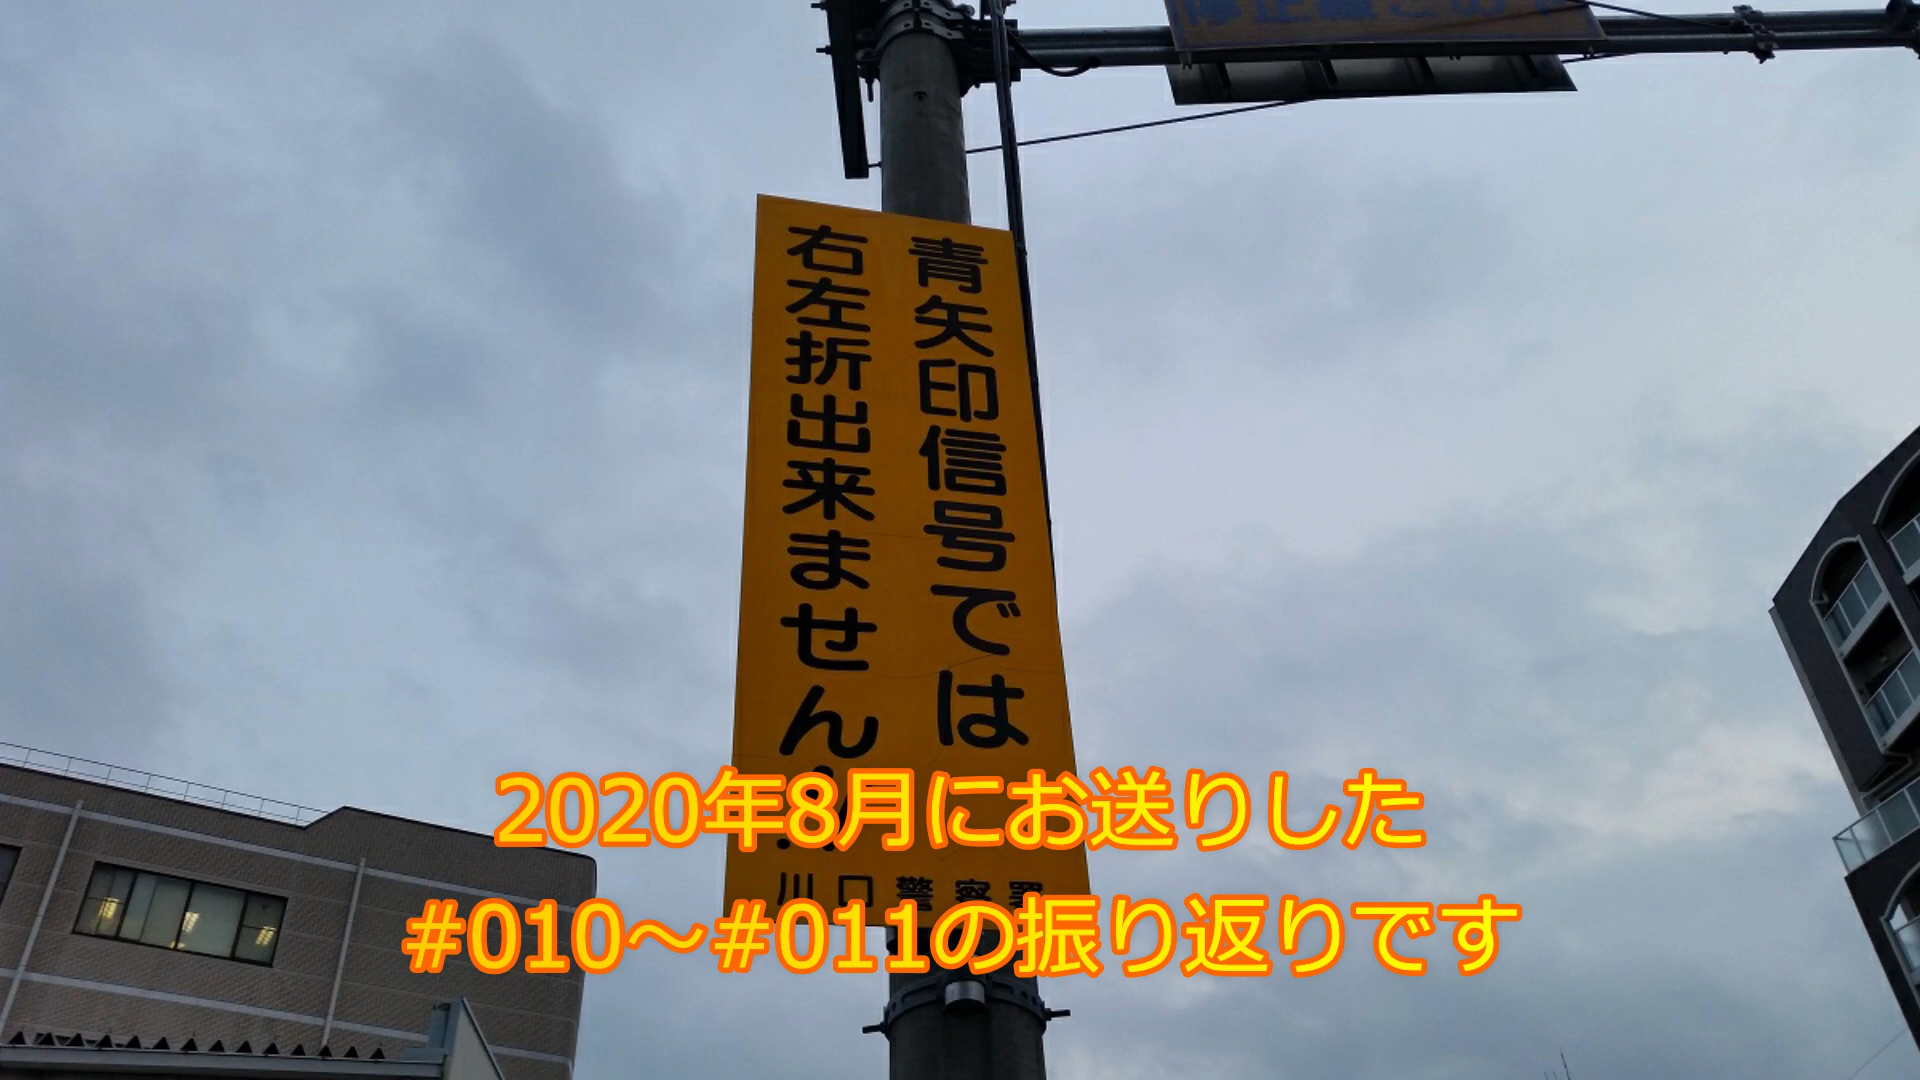 青矢印信号では
右左折出来ません
川口警察署
2020年8月にお送りした
#010～#011の振り返りです